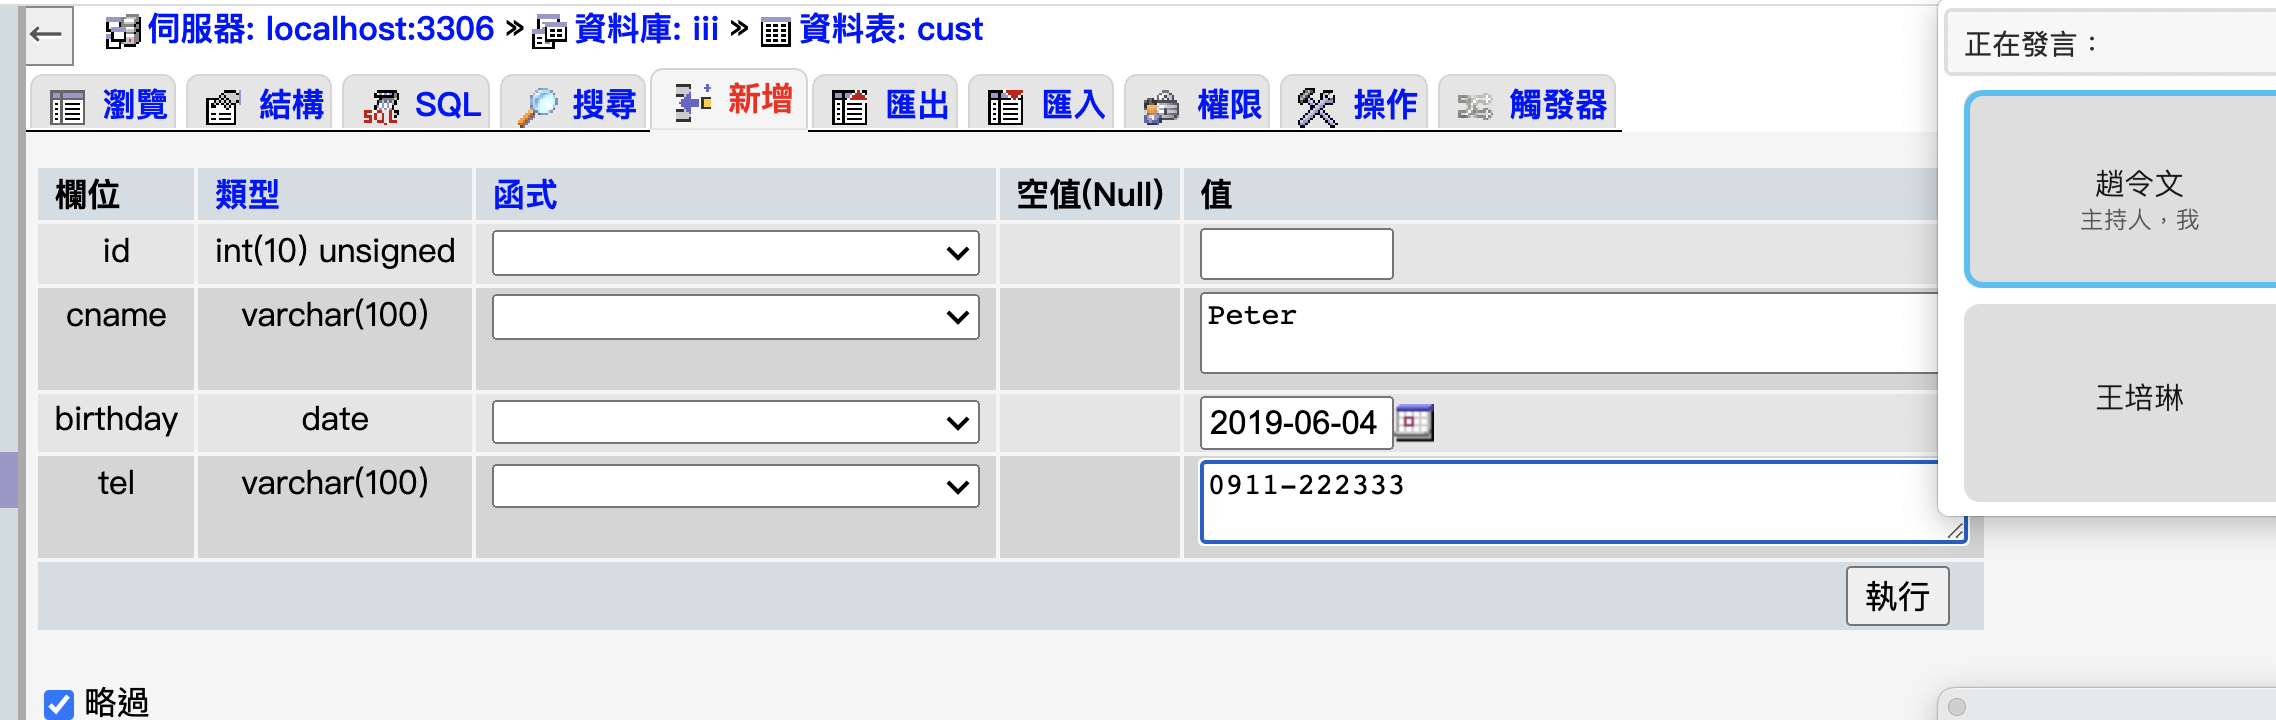 伺服器: localhost:3306 » 資料庫: iii » 資料表: cust
瀏覽 結構 SQL 搜尋 新增 匯出 匯入 權限 操作 觸發器
欄位 類型 函式 空值(Null) 值
id int(10) unsigned
cname varchar(100) Peter
birthday date 2019-06-04
tel varchar(100) 0911-222333
執行
略過
正在發言：
趙令文
主持人，我
王培琳